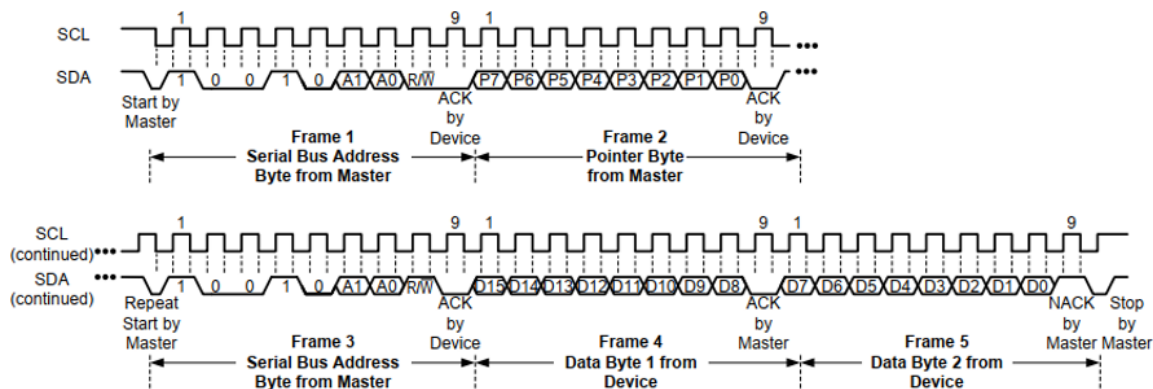 1 9 1 9
SCL
SDA 1 0 0 1 0 A1 A0 R/W P7 P6 P5 P4 P3 P2 P1 P0
Start by
Master
ACK
by
Device
ACK
by
Device
Frame 1
Serial Bus Address
Byte from Master
Frame 2
Pointer Byte
from Master
1 9 1 9 1 9
SCL
(continued)
SDA
(continued)
1 0 0 1 0 A1 A0 R/W D15 D14 D13 D12 D11 D10 D9 D8 D7 D6 D5 D4 D3 D2 D1 D0
Repeat
Start by
Master
ACK
by
Device
ACK
by
Master
NACK
by
Master
Stop
by
Master
Frame 3
Serial Bus Address
Byte from Master
Frame 4
Data Byte 1 from
Device
Frame 5
Data Byte 2 from
Device